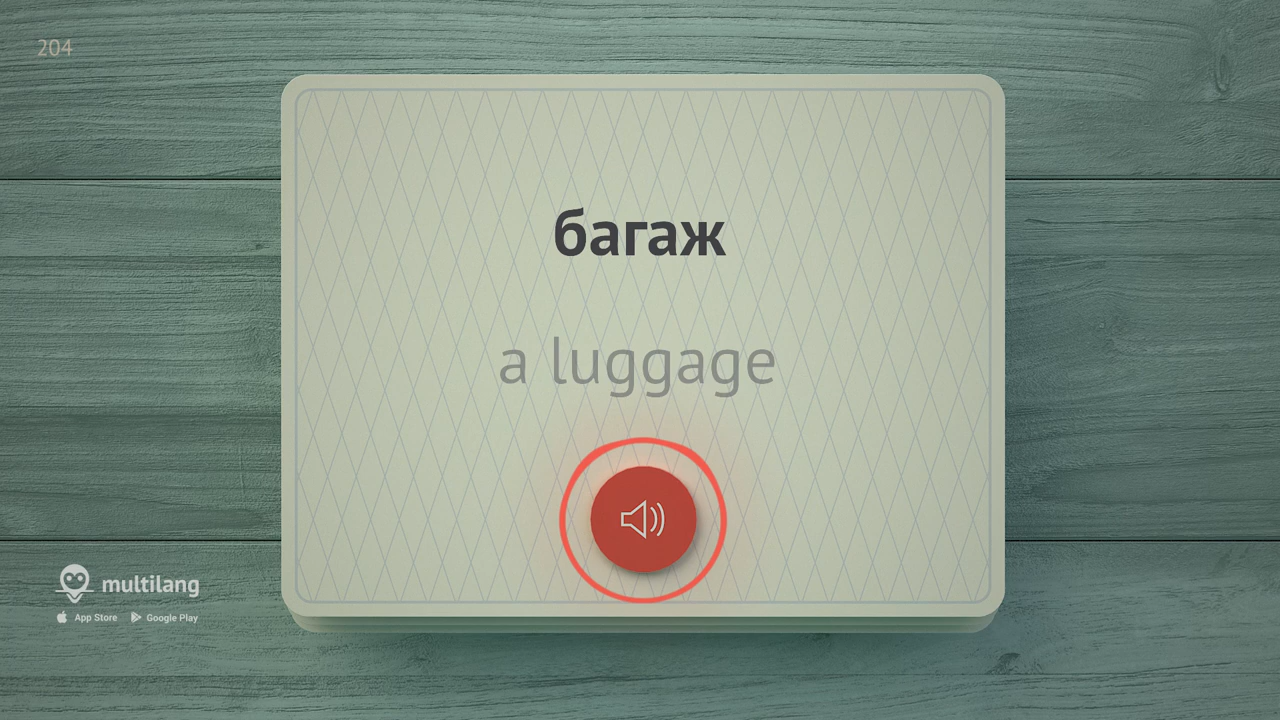 204
багаж
a luggage
multilang
App Store Google Play